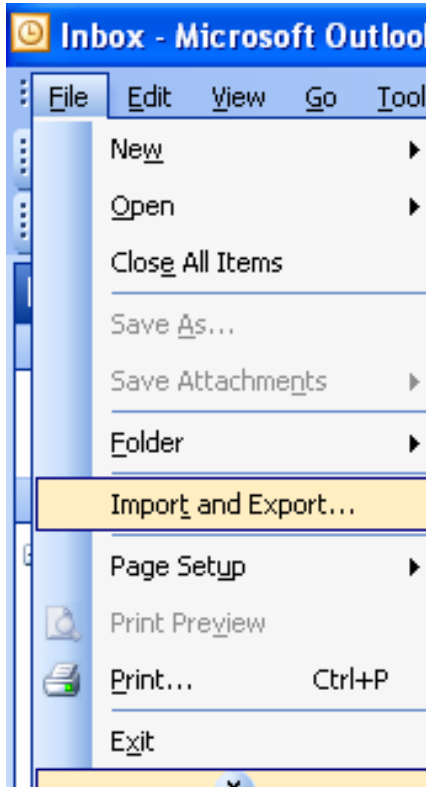 Inbox - Microsoft Outlool
File Edit View Go Tool
New
Open
Close All Items
Save As...
Save Attachments
Folder
Import and Export...
Page Setup
Print Preview
Print... Ctrl+P
Exit